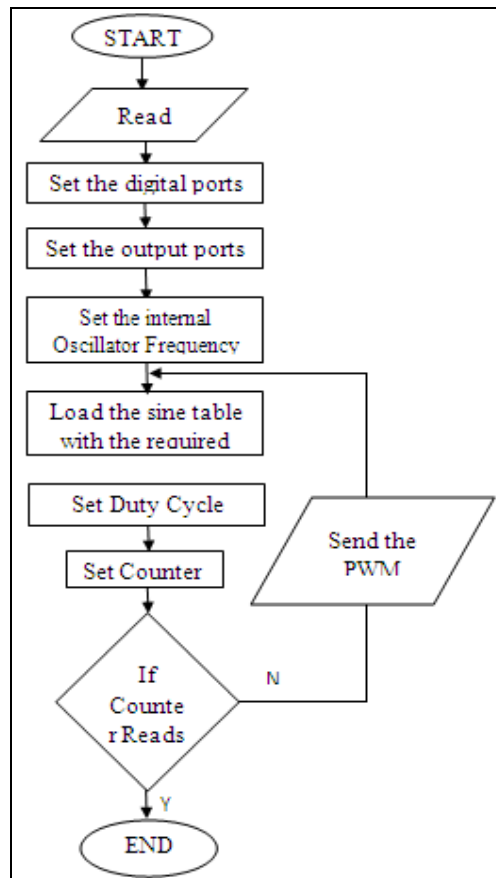 START
Read
Set the digital ports
Set the output ports
Set the internal
Oscillator Frequency
Load the sine table
with the required
Set Duty Cycle
Set Counter
Send the
PWM
If
Counte
r Reads
N
Y
END